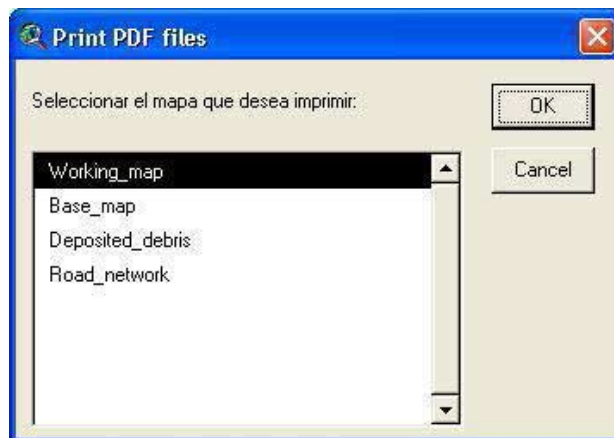 Print PDF files
Seleccionar el mapa que desea imprimir:
OK
Cancel
Working_map
Base_map
Deposited_debris
Road_network